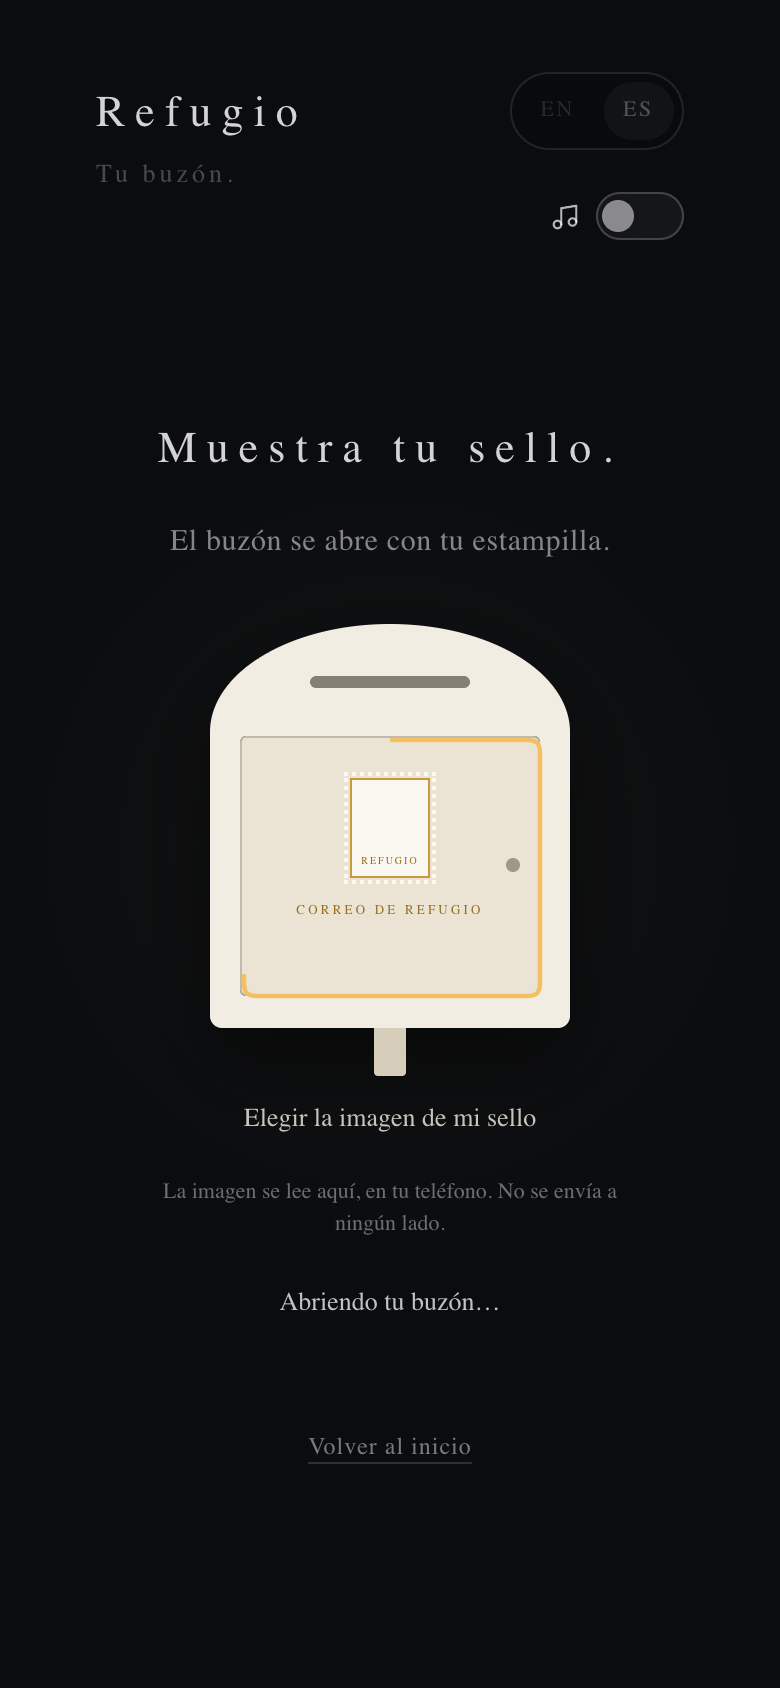 Refugio
EN ES
Tu buzón.
Muestra tu sello.
El buzón se abre con tu estampilla.
REFUGIO
CORREO DE REFUGIO
Elegir la imagen de mi sello
La imagen se lee aquí, en tu teléfono. No se envía a
ningún lado.
Abriendo tu buzón…
Volver al inicio